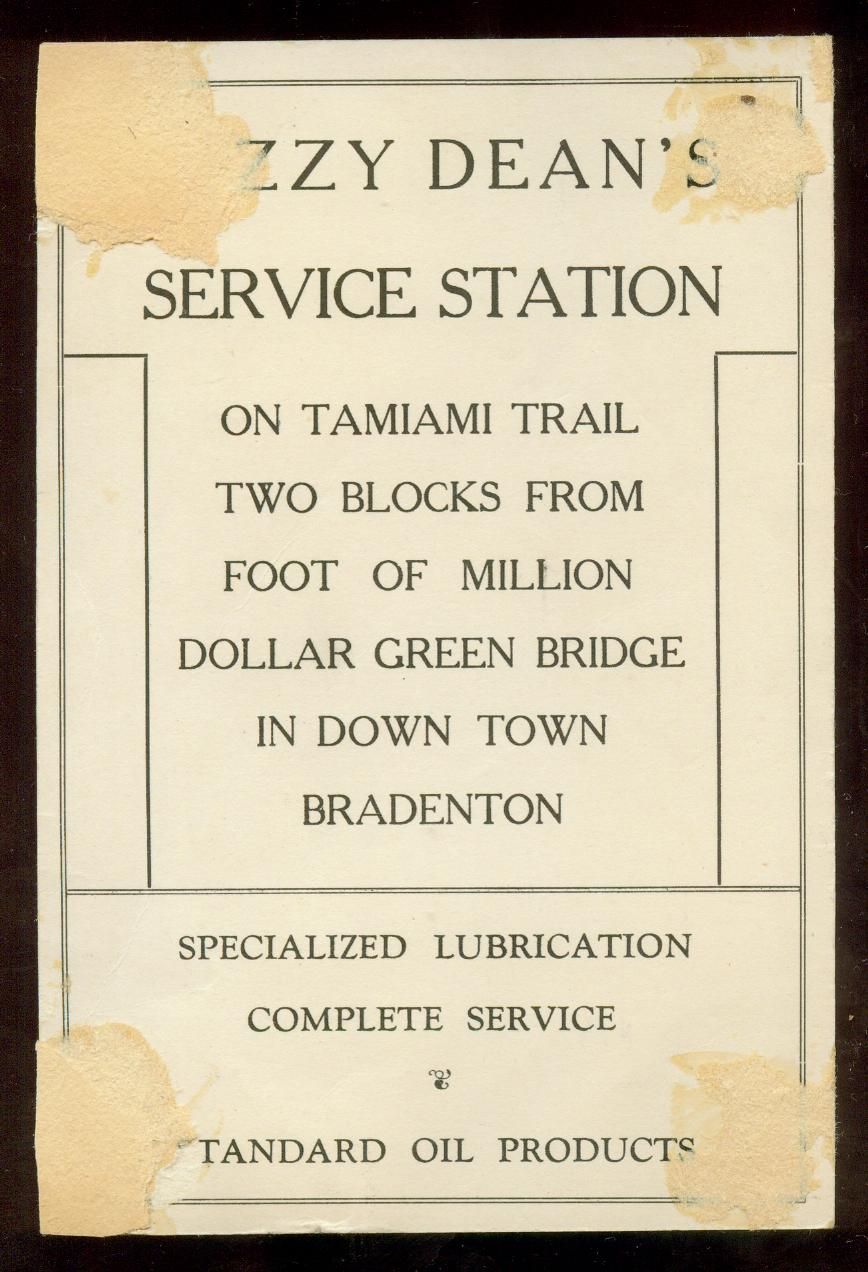 ZZY DEAN'S
SERVICE STATION
ON TAMIAMI TRAIL
TWO BLOCKS FROM
FOOT OF MILLION
DOLLAR GREEN BRIDGE
IN DOWN TOWN
BRADENTON
SPECIALIZED LUBRICATION
COMPLETE SERVICE
TANDARD OIL PRODUCTS